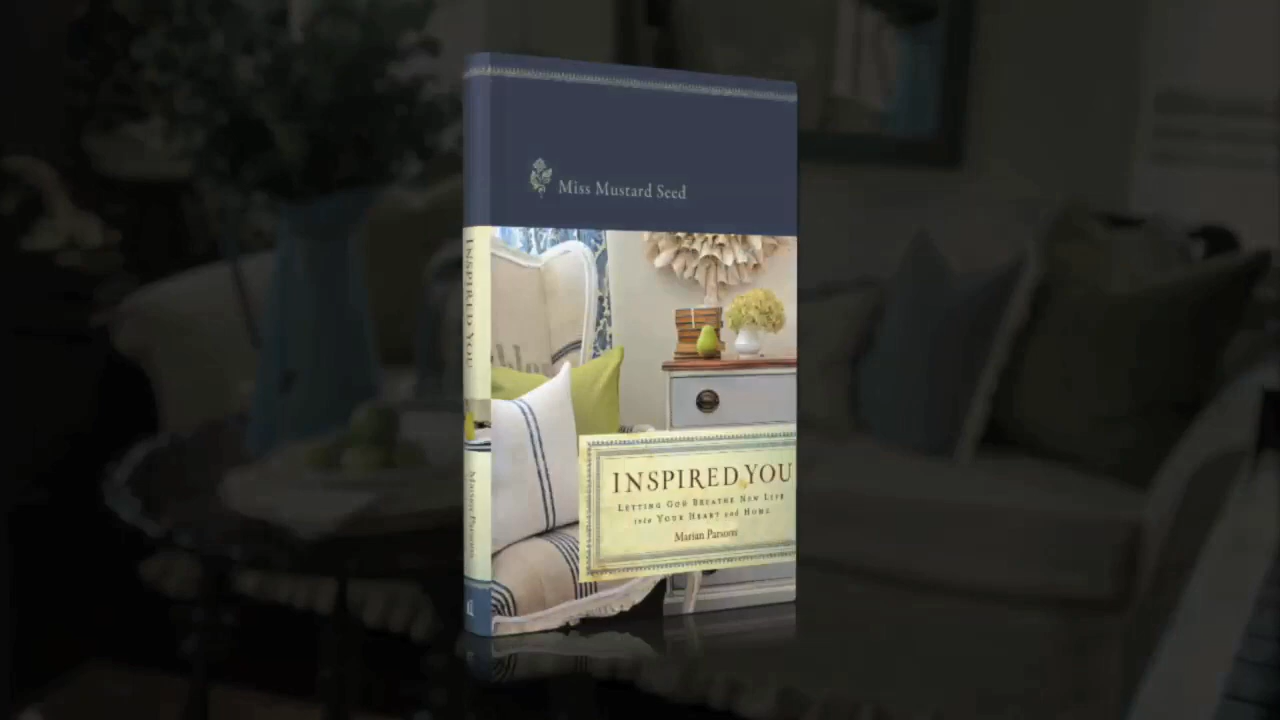 Miss Mustard Seed
INSPIRED YOU
LETTING GOD BREATHE NEW LIFE
into YOUR HEART and HOME
Marian Parsons
INSPIRED YOU
Marian Parsons